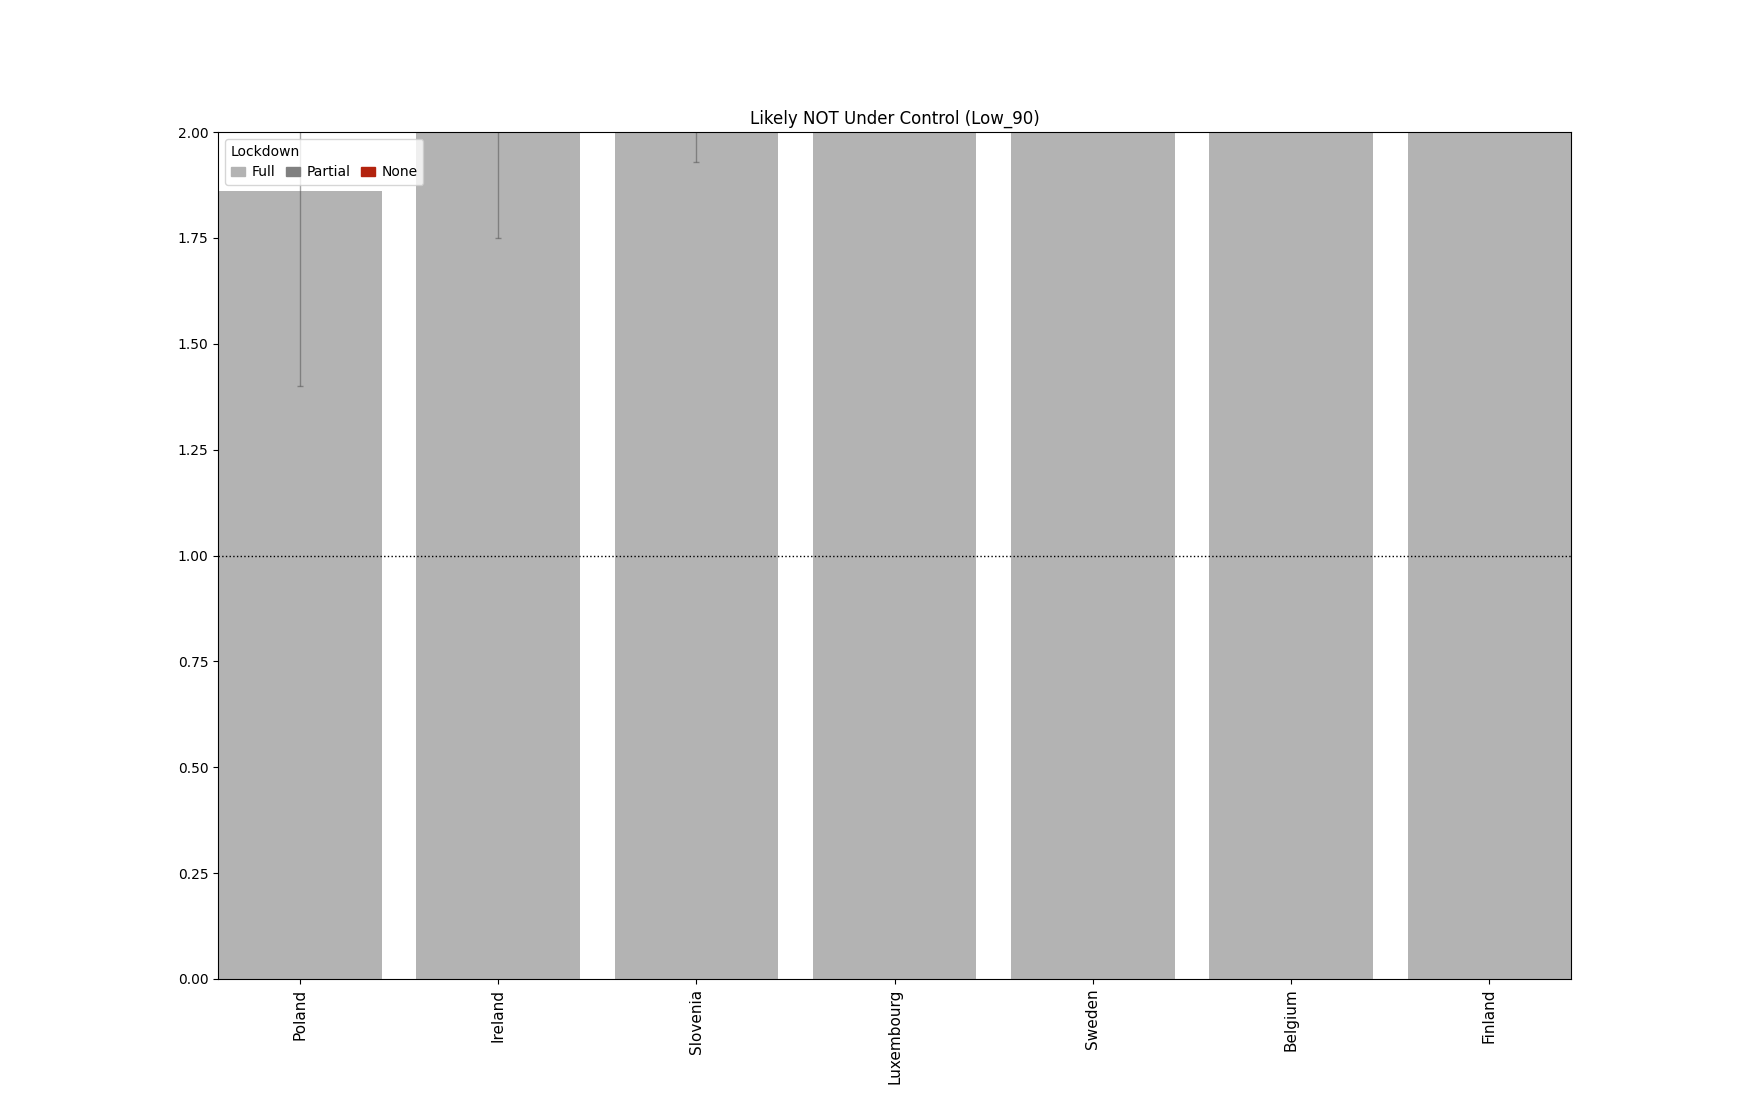 Likely NOT Under Control (Low_90)
Lockdown
Full Partial None
2.00
1.75
1.50
1.25
1.00
0.75
0.50
0.25
0.00
Poland
Ireland
Slovenia
Luxembourg
Sweden
Belgium
Finland